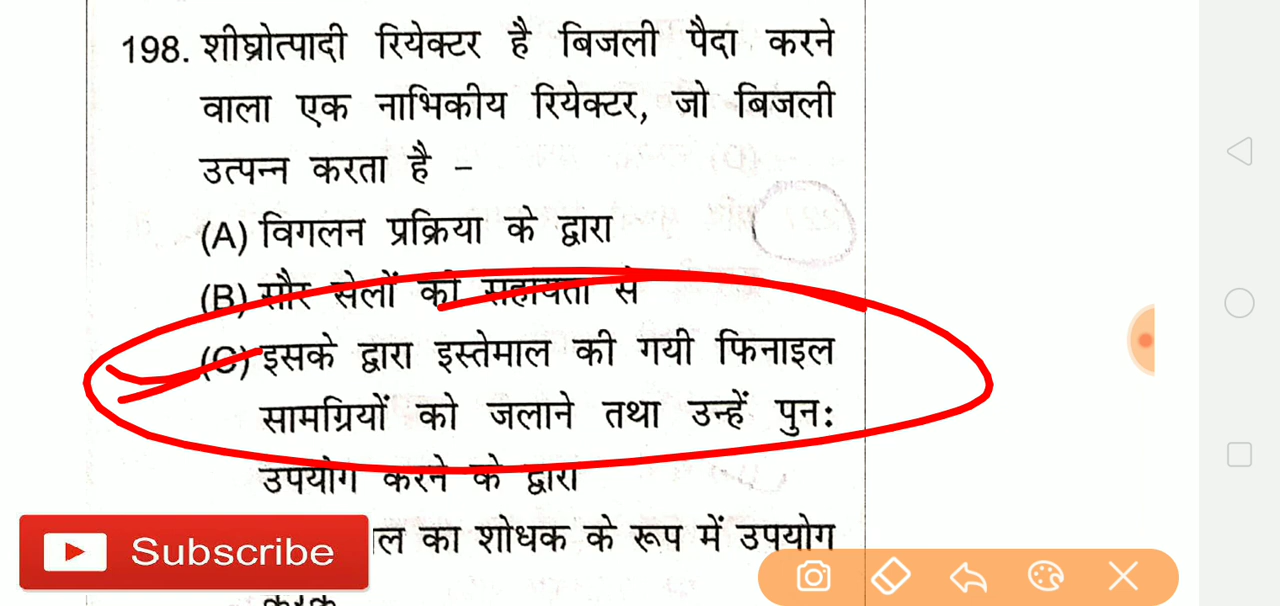 198. शीघ्रोत्पादी रियेक्टर है बिजली पैदा करने
वाला एक नाभिकीय रियेक्टर, जो बिजली
उत्पन्न करता है –
(A) विगलन प्रक्रिया के द्वारा
(B) सौर सेलों की सहायता से
(C) इसके द्वारा इस्तेमाल की गयी फिनाइल
सामग्रियों को जलाने तथा उन्हें पुनः
उपयोग करने के द्वारा
का शोधक के रूप में उपयोग
Subscribe